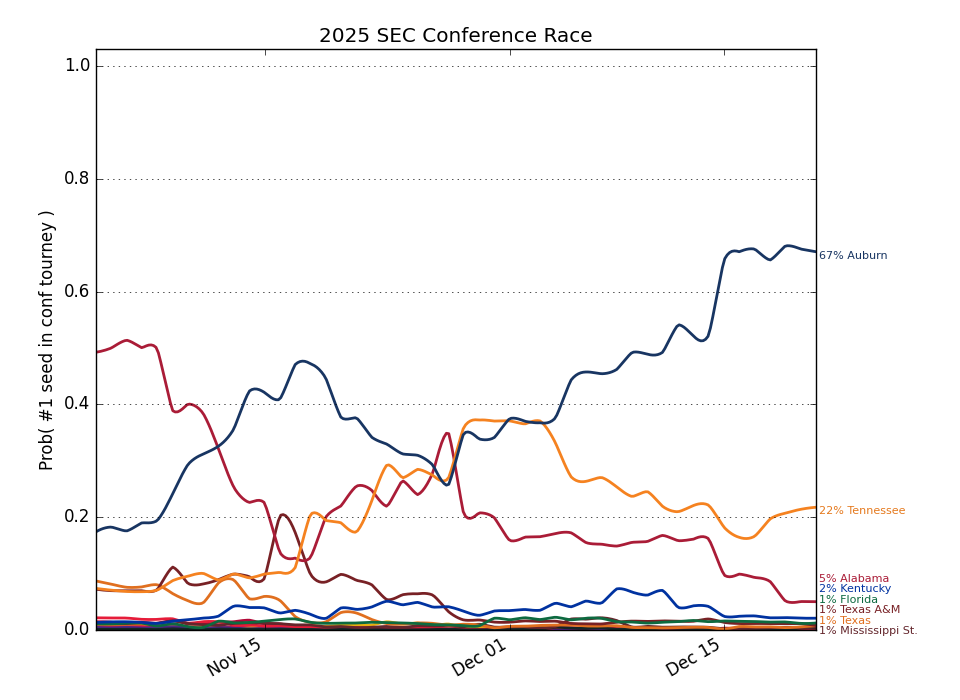 2025 SEC Conference Race
Prob( #1 seed in conf tourney )
1.0
0.8
0.6
0.4
0.2
0.0
Nov 15
Dec 01
Dec 15
67% Auburn
22% Tennessee
5% Alabama
2% Kentucky
1% Florida
1% Texas A&M
1% Texas
1% Mississippi St.